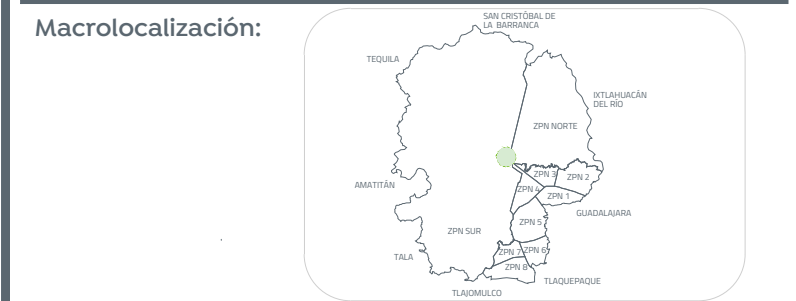 Macrolocalización:
SAN CRISTÓBAL DE
LA BARRANCA
TEQUILA
IXTLAHUACÁN
DEL RÍO
ZPN NORTE
ZPN 3
ZPN 2
AMATITÁN
ZPN 4
ZPN 1
GUADALAJARA
ZPN 5
ZPN SUR
ZPN 7
ZPN 6
TALA
ZPN 8
TLAQUEPAQUE
TLAJOMULCO